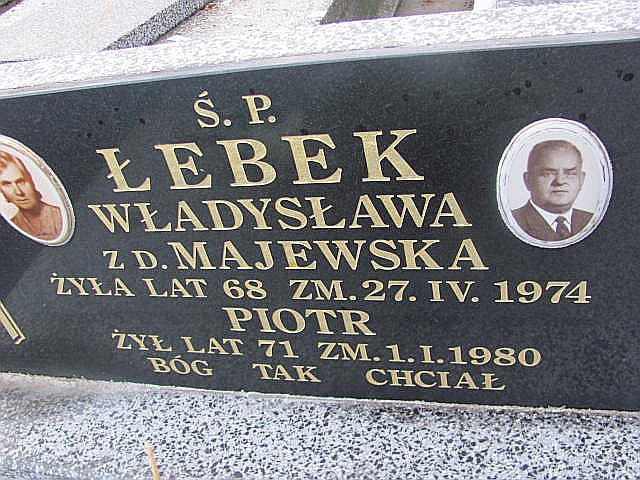 Ś. P.
ŁEBEK
WŁADYSŁAWA
Z D. MAJEWSKA
ŻYŁA LAT 68 ZM. 27. IV. 1974
PIOTR
ŻYŁ LAT 71 ZM. 1. I. 1980
BÓG TAK CHCIAŁ